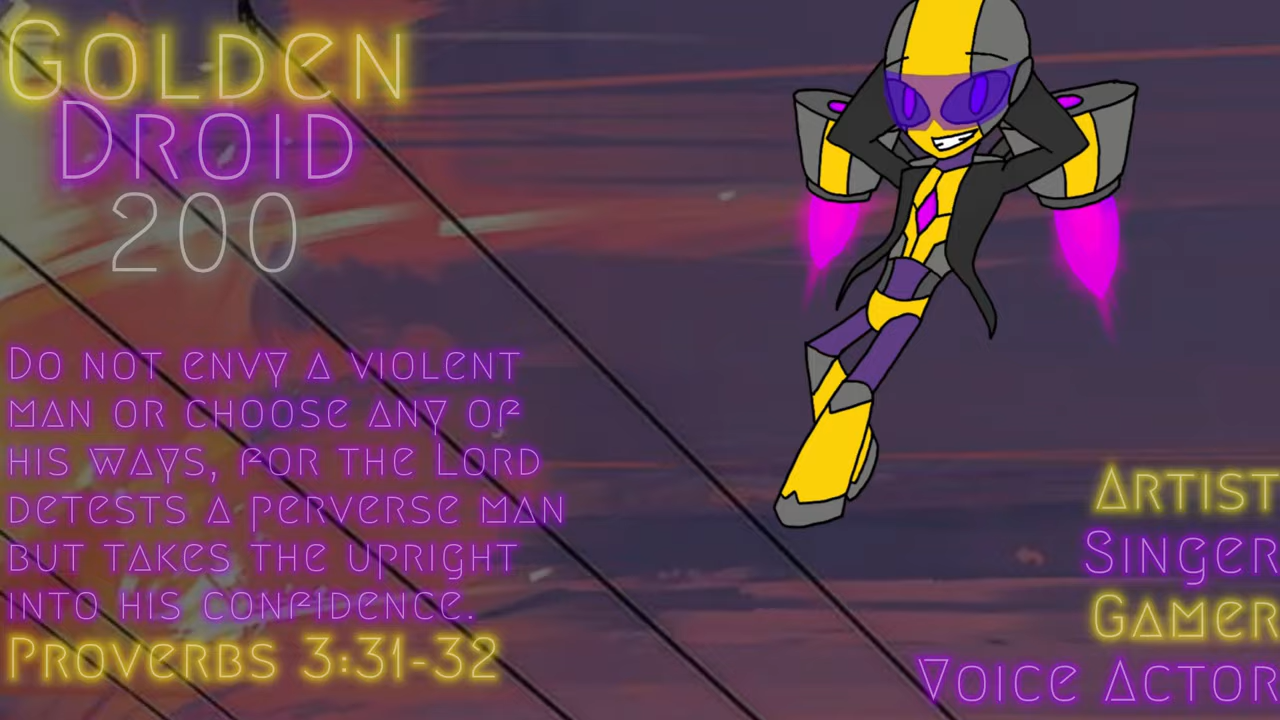 Golden
Droid
200
Do not envy a violent
man or choose any of
his ways, for the Lord
detests a perverse man
but takes the upright
into his confidence.
Proverbs 3:31-32
Artist
Singer
Gamer
Voice Actor